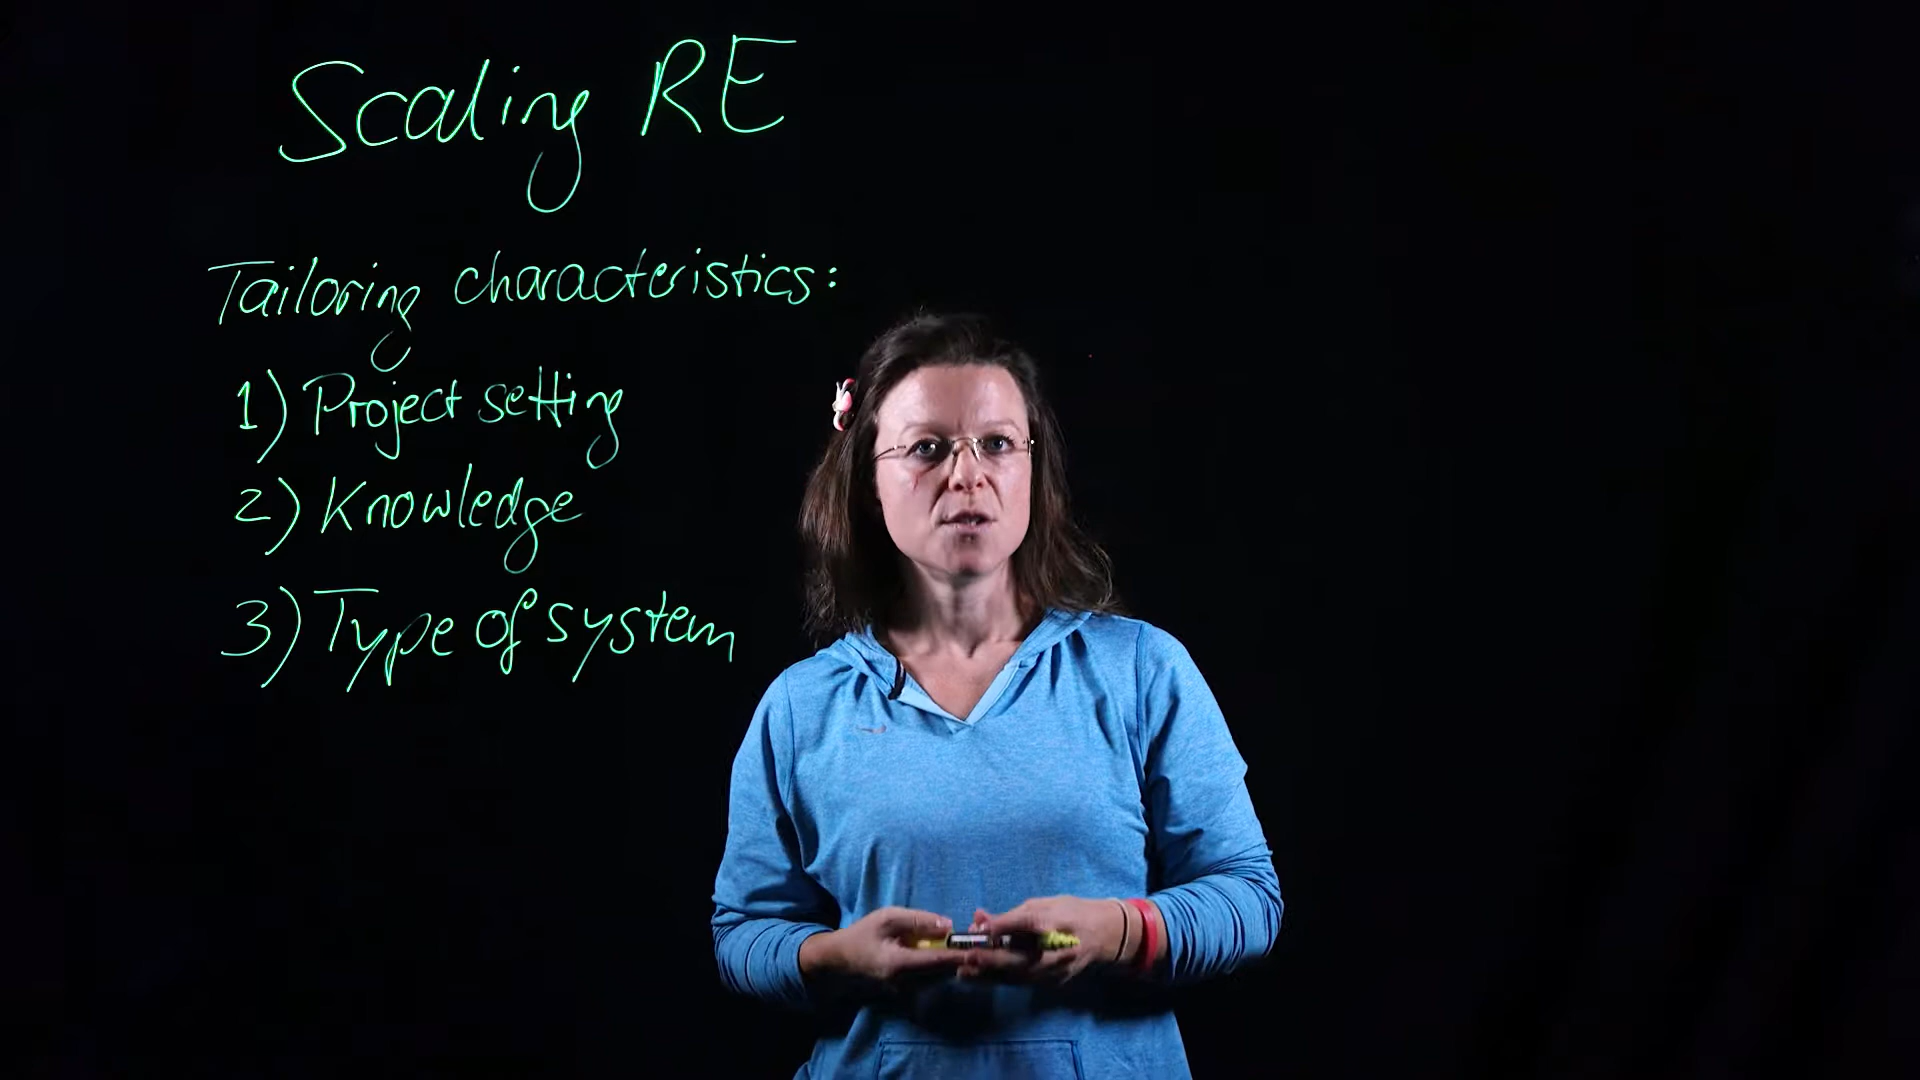 Scaling RE
Tailoring characteristics:
1) Project setting
2) Knowledge
3) Type of system